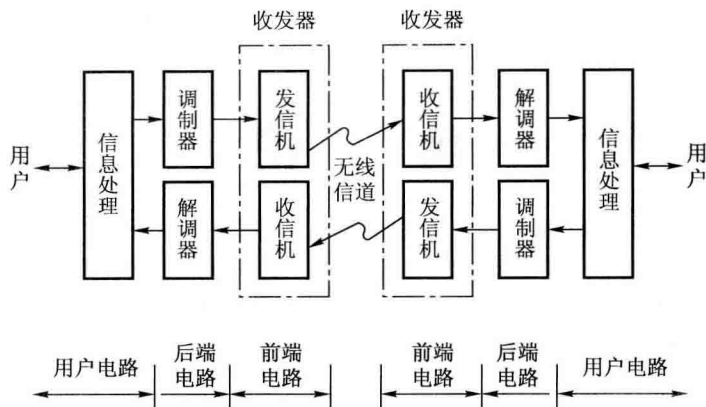 收发器
收发器
用户
信息处理
调制器
发信机
收信机
解调器
信息处理
用户
无线
信道
解调器
收信机
发信机
调制器
用户电路
后端
电路
前端
电路
前端
电路
后端
电路
用户电路